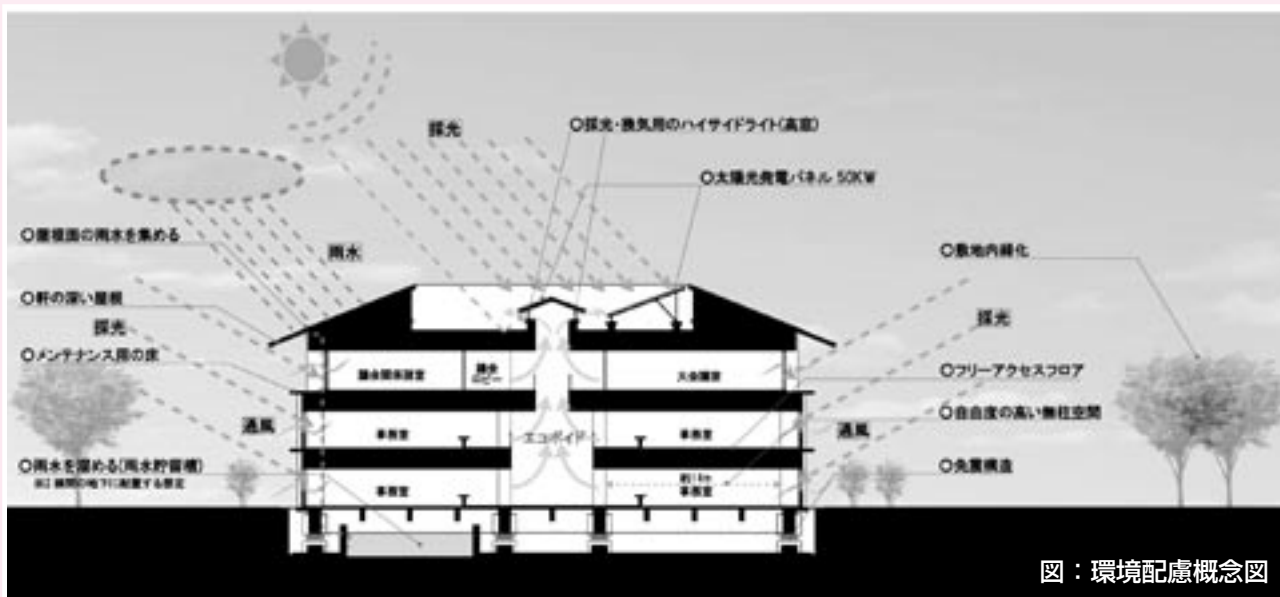 採光
○採光・換気用のハイサイドライト(高窓)
○太陽光発電パネル 50KW
○屋根面の雨水を集める
雨水
○敷地内緑化
○軒の深い屋根
採光
採光
○メンテナンス用の床
議会関係諸室
議会
ロビー
大会議室
○フリーアクセスフロア
○自由度の高い無柱空間
通風
事務室
エコボイド
事務室
通風
○雨水を溜める(雨水貯留槽)
○免震構造
事務室
約14m
事務室
図：環境配慮概念図